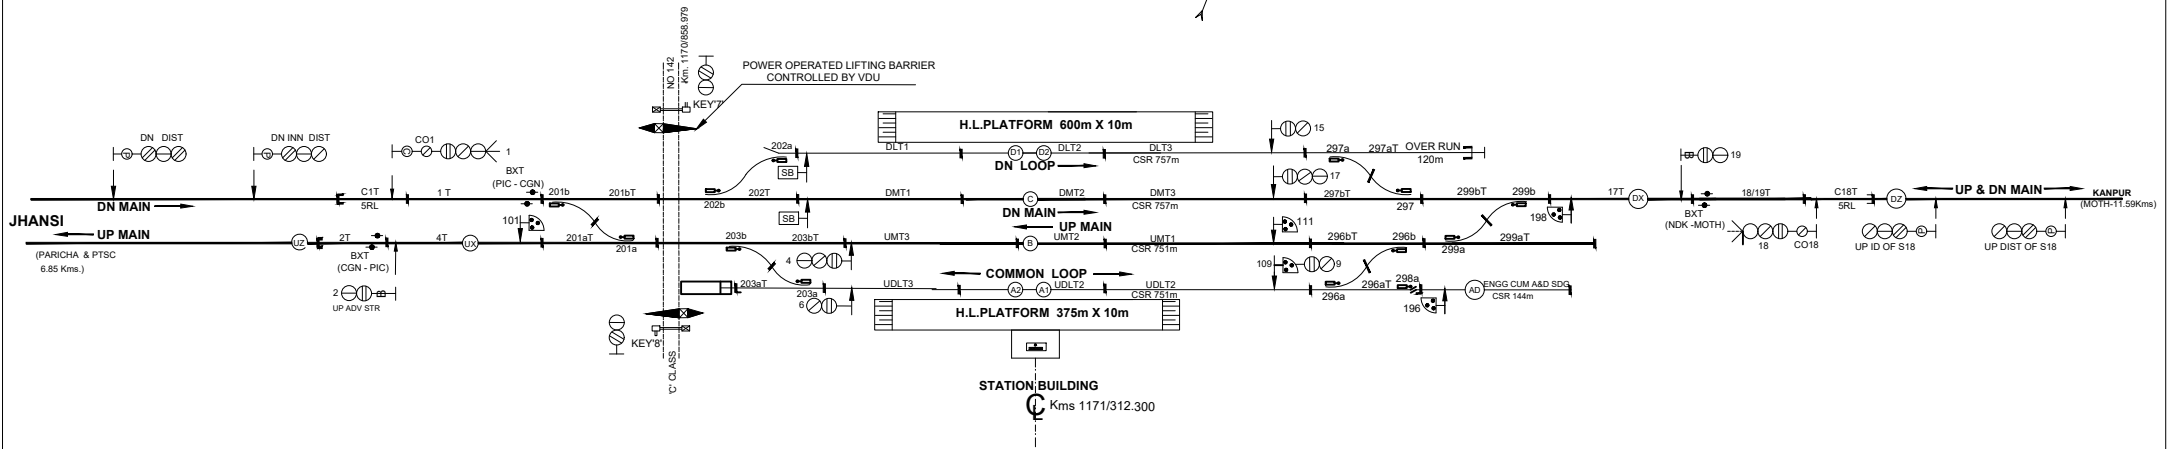 NO 142
Km. 1170/858.979
POWER OPERATED LIFTING BARRIER
CONTROLLED BY VDU
KEY'7'
H.L.PLATFORM 600m X 10m
DN DIST
DN INN DIST
CO1
1
P
P
C
202a
DLT1
D1
D2
DLT2
DLT3
CSR 757m
15
297a
297aT
OVER RUN
120m
B
19
DN LOOP
SB
BXT
(PIC - CGN)
C1T
5RL
1 T
201b
201bT
202b
202T
DMT1
C
DMT2
DMT3
CSR 757m
17
297bT
297
299bT
299b
17T
DX
18/19T
C18T
5RL
DZ
UP & DN MAIN
KANPUR
(MOTH-11.59Kms)
JHANSI
DN MAIN
101
SB
DN MAIN
111
198
BXT
(NDK -MOTH)
18
CO18
P
UP ID OF S18
P
UP DIST OF S18
UP MAIN
UP MAIN
UZ
2T
4T
UX
201aT
201a
203b
203bT
UMT3
B
UMT2
UMT1
CSR 751m
296bT
296b
299a
299aT
(PARICHA & PTSC
6.85 Kms.)
BXT
(CGN - PIC)
4
COMMON LOOP
109
9
2
B
UP ADV STR
203aT
203a
UDLT3
A2
A1
UDLT2
UDLT2
CSR 751m
296a
296aT
298a
AD
ENGG CUM A&D SDG
CSR 144m
6
196
H.L.PLATFORM 375m X 10m
KEY'8'
'C' CLASS
STATION BUILDING
CL
Kms 1171/312.300